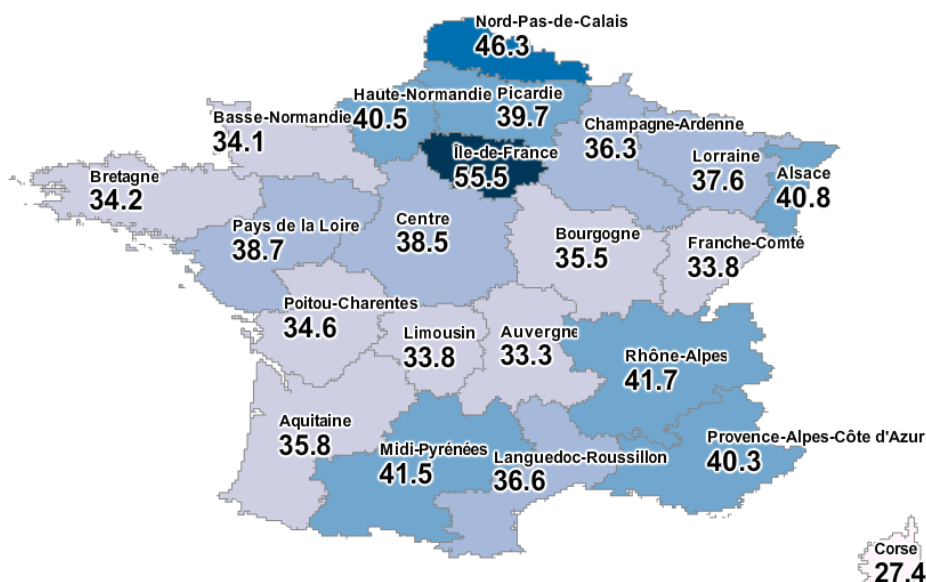 Nord-Pas-de-Calais
46.3
Haute-Normandie
40.5
Picardie
39.7
Basse-Normandie
34.1
Champagne-Ardenne
36.3
Île-de-France
55.5
Lorraine
37.6
Alsace
40.8
Bretagne
34.2
Pays de la Loire
38.7
Centre
38.5
Bourgogne
35.5
Franche-Comté
33.8
Poitou-Charentes
34.6
Limousin
33.8
Auvergne
33.3
Rhône-Alpes
41.7
Aquitaine
35.8
Midi-Pyrénées
41.5
Languedoc-Roussillon
36.6
Provence-Alpes-Côte d'Azur
40.3
Corse
27.4